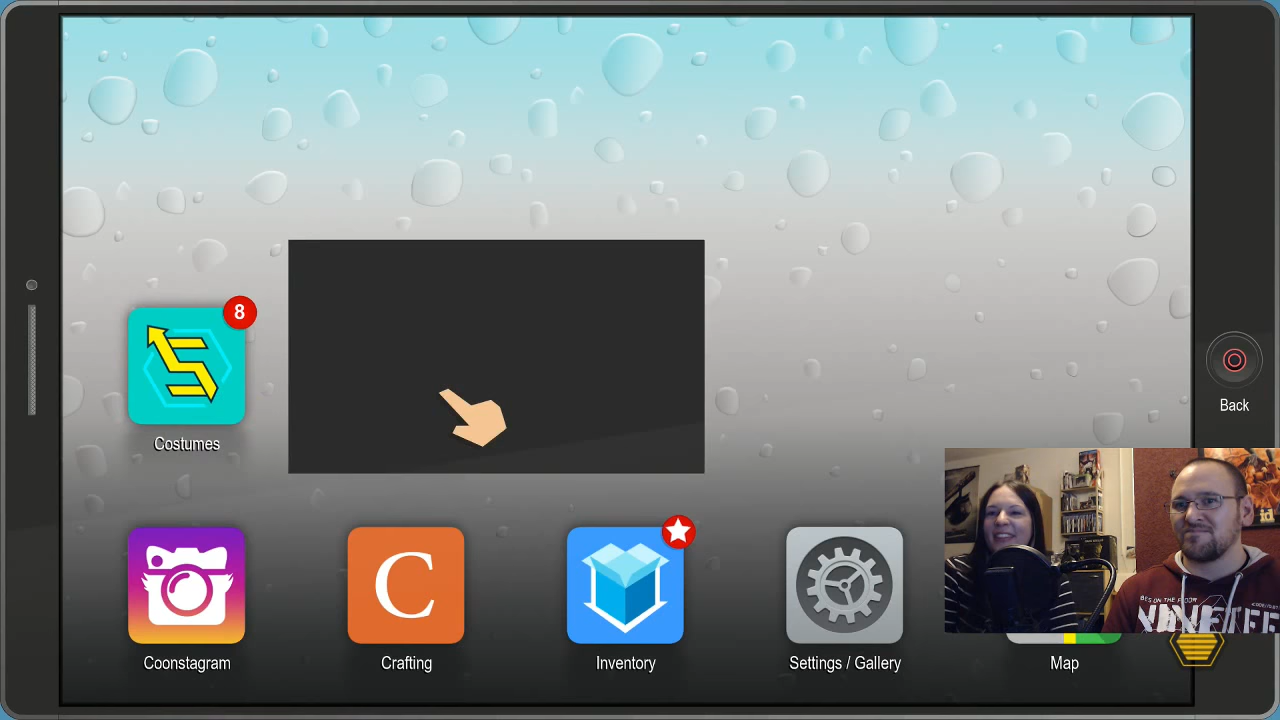 8
Costumes
Back
C
Coonstagram
Crafting
Inventory
Settings / Gallery
Map